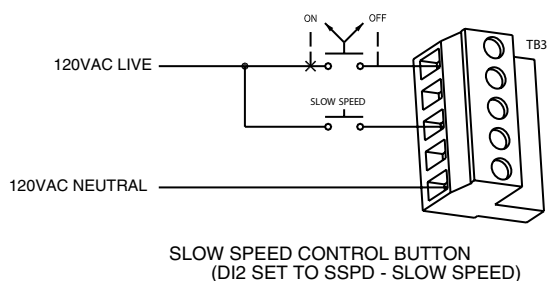 ON OFF
TB3
120VAC LIVE
SLOW SPEED
120VAC NEUTRAL
SLOW SPEED CONTROL BUTTON
(DI2 SET TO SSPD - SLOW SPEED)